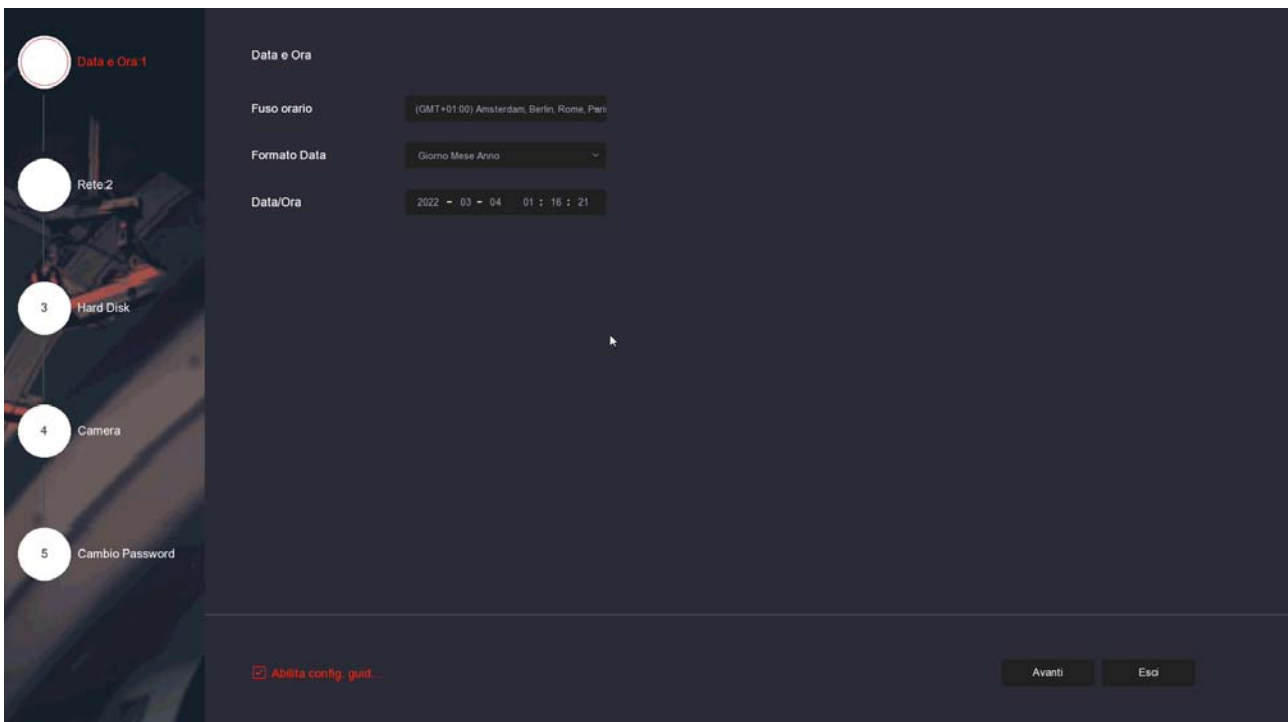 Data e Ora:1
Rete:2
3 Hard Disk
4 Camera
5 Cambio Password
Data e Ora
Fuso orario (GMT+01:00) Amsterdam, Berlin, Rome, Pari
Formato Data Giorno Mese Anno
Data/Ora 2022 - 03 - 04 01 : 16 : 21
Abilita config. guid...
Avanti Esci